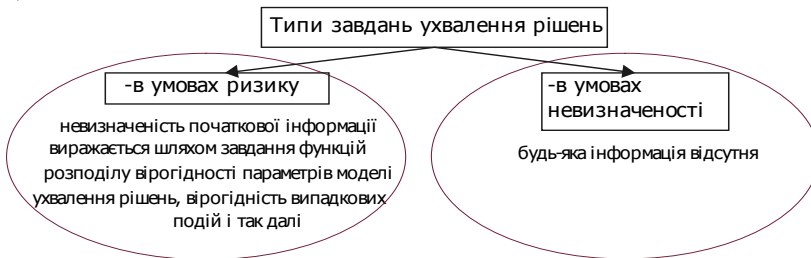 Типи завдань ухвалення рішень
-в умовах ризику
невизначеність початкової інформації
виражається шляхом завдання функцій
розподілу вірогідності параметрів моделі
ухвалення рішень, вірогідність випадкових
подій і так далі
-в умовах
невизначеності
будь-яка інформація відсутня